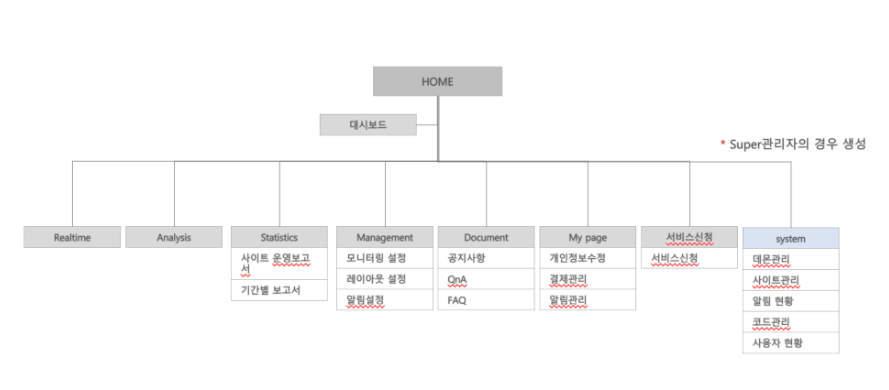 HOME
대시보드
* Super관리자의 경우 생성
Realtime
Analysis
Statistics
사이트 운영보고
서
기간별 보고서
Management
모니터링 설정
레이아웃 설정
알림설정
Document
공지사항
QnA
FAQ
My page
개인정보수정
결제관리
알림관리
서비스신청
서비스신청
system
데몬관리
사이트관리
알림 현황
코드관리
사용자 현황